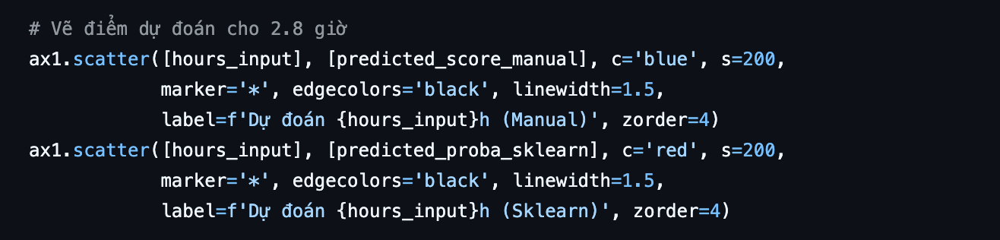 # Vẽ điểm dự đoán cho 2.8 giờ
ax1.scatter([hours_input], [predicted_score_manual], c='blue', s=200,
            marker='*', edgecolors='black', linewidth=1.5,
            label=f'Dự đoán {hours_input}h (Manual)', zorder=4)
ax1.scatter([hours_input], [predicted_proba_sklearn], c='red', s=200,
            marker='*', edgecolors='black', linewidth=1.5,
            label=f'Dự đoán {hours_input}h (Sklearn)', zorder=4)